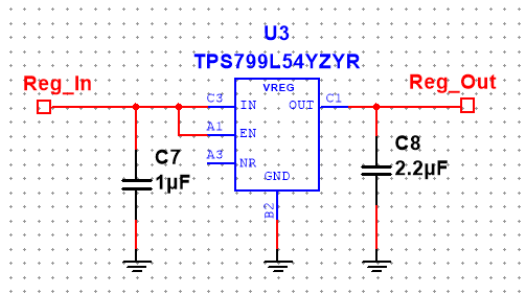 U3
TPS799L54YZYR
Reg_In
Reg_Out
VREG
C3
IN
OUT
C1
A1
EN
A3
NR
GND
B2
C7
1µF
C8
2.2µF